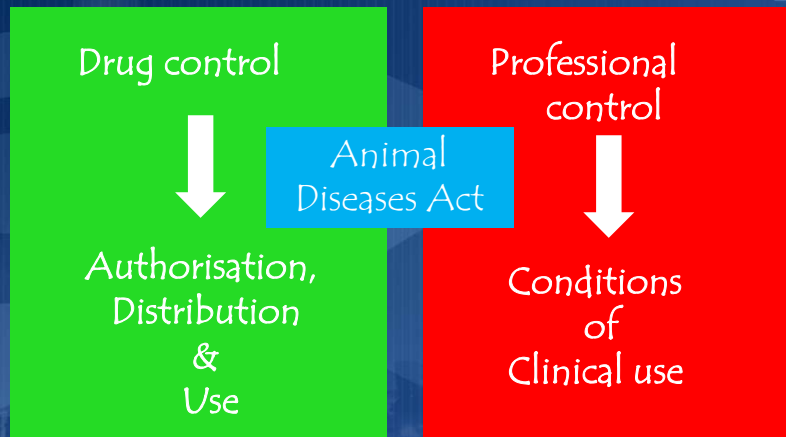 Drug control
Authorisation,
Distribution
&
Use
Animal
Diseases Act
Professional
control
Conditions
of
Clinical use